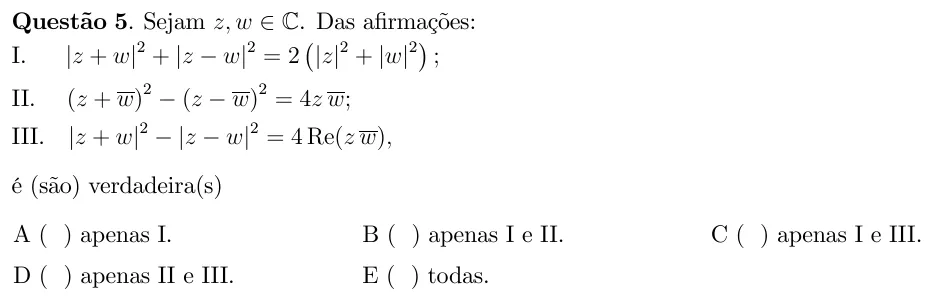 Questão 5. Sejam z, w ∈ ℂ. Das afirmações:
I. |z + w|² + |z − w|² = 2 (|z|² + |w|²) ;
II. (z + w̅)² − (z − w̅)² = 4z w̅;
III. |z + w|² − |z − w|² = 4 Re(z w̅),
é (são) verdadeira(s)
A ( ) apenas I. B ( ) apenas I e II. C ( ) apenas I e III.
D ( ) apenas II e III. E ( ) todas.